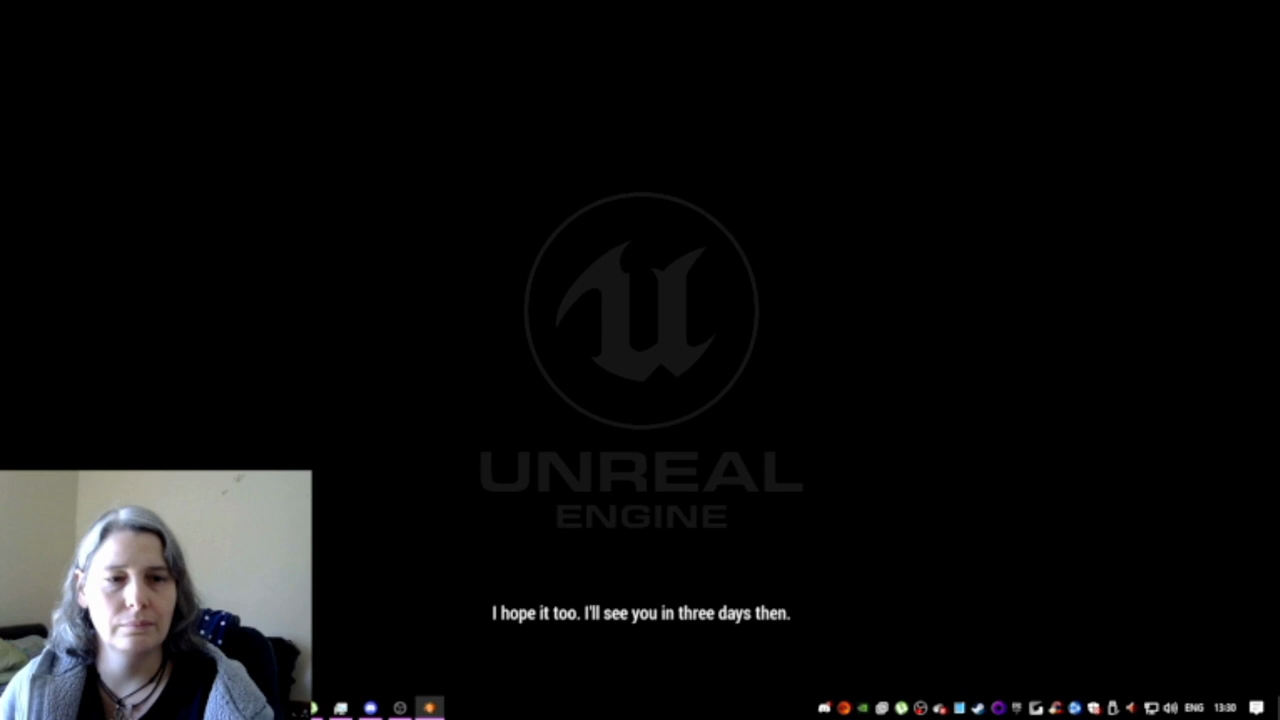 UNREAL
ENGINE
I hope it too. I'll see you in three days then.
ENG 13:30